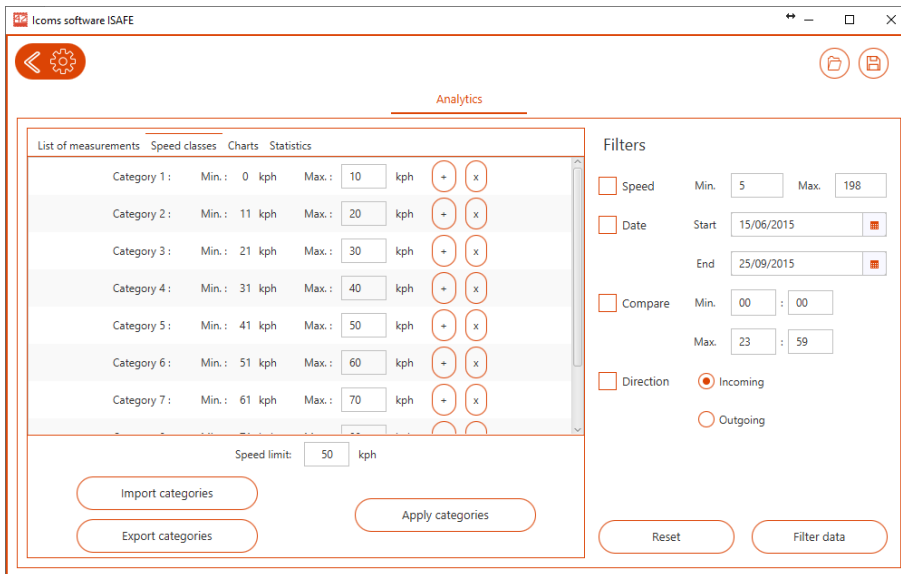 Icoms software ISAFE
Analytics
List of measurements Speed classes Charts Statistics
Category 1 : Min. : 0 kph Max. : 10 kph + x
Category 2 : Min. : 11 kph Max. : 20 kph + x
Category 3 : Min. : 21 kph Max. : 30 kph + x
Category 4 : Min. : 31 kph Max. : 40 kph + x
Category 5 : Min. : 41 kph Max. : 50 kph + x
Category 6 : Min. : 51 kph Max. : 60 kph + x
Category 7 : Min. : 61 kph Max. : 70 kph + x
Speed limit: 50 kph
Import categories
Export categories
Apply categories
Filters
Speed Min. 5 Max. 198
Date Start 15/06/2015
End 25/09/2015
Compare Min. 00 : 00
Max. 23 : 59
Direction Incoming
Outgoing
Reset Filter data